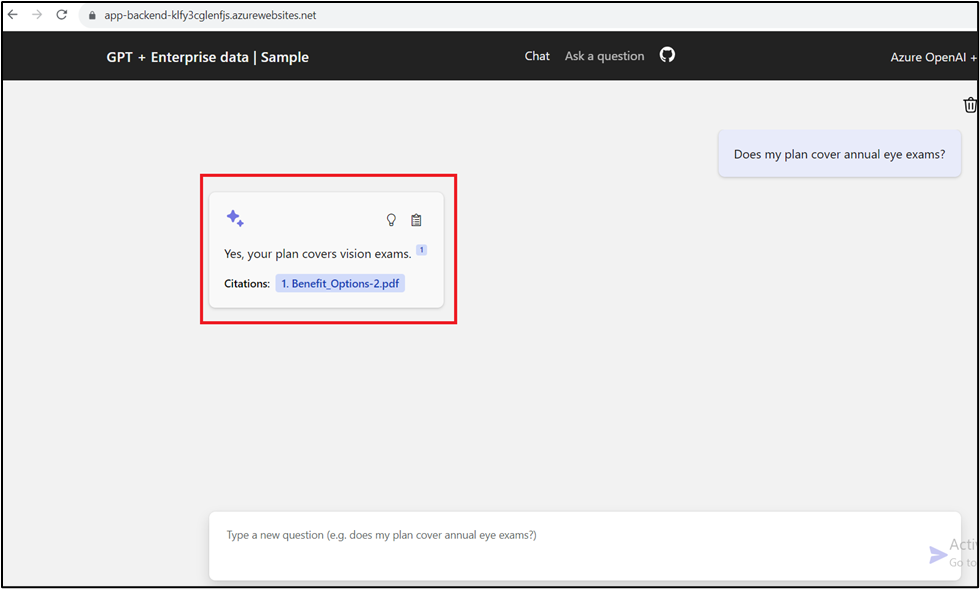 app-backend-klfy3cglenfjs.azurewebsites.net
GPT + Enterprise data | Sample
Chat
Ask a question
Azure OpenAI +
Does my plan cover annual eye exams?
Yes, your plan covers vision exams. 1
Citations: 1. Benefit_Options-2.pdf
Type a new question (e.g. does my plan cover annual eye exams?)
Acti
Go to